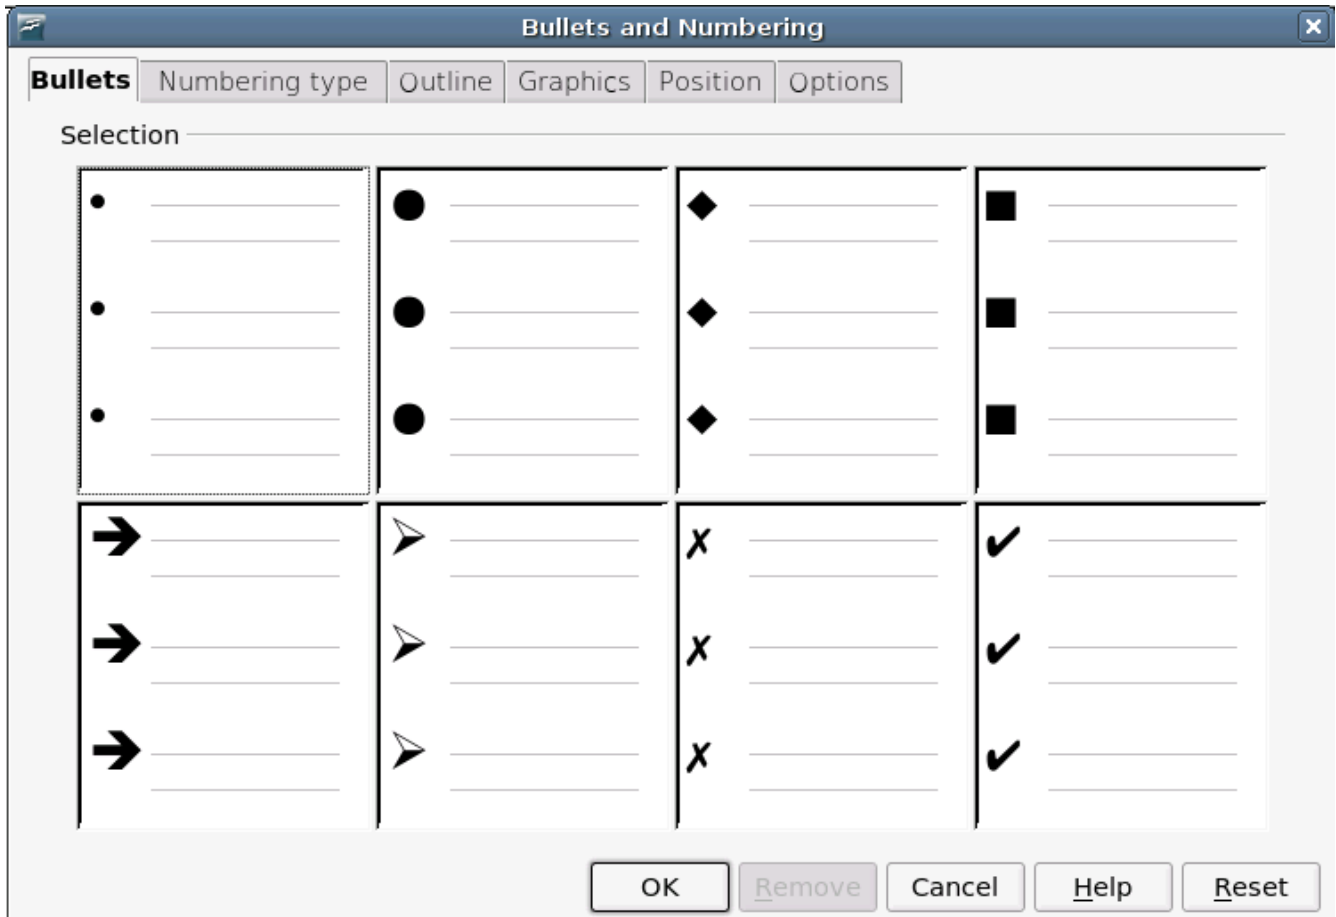 Bullets and Numbering
Bullets Numbering type Outline Graphics Position Options
Selection
OK Remove Cancel Help Reset